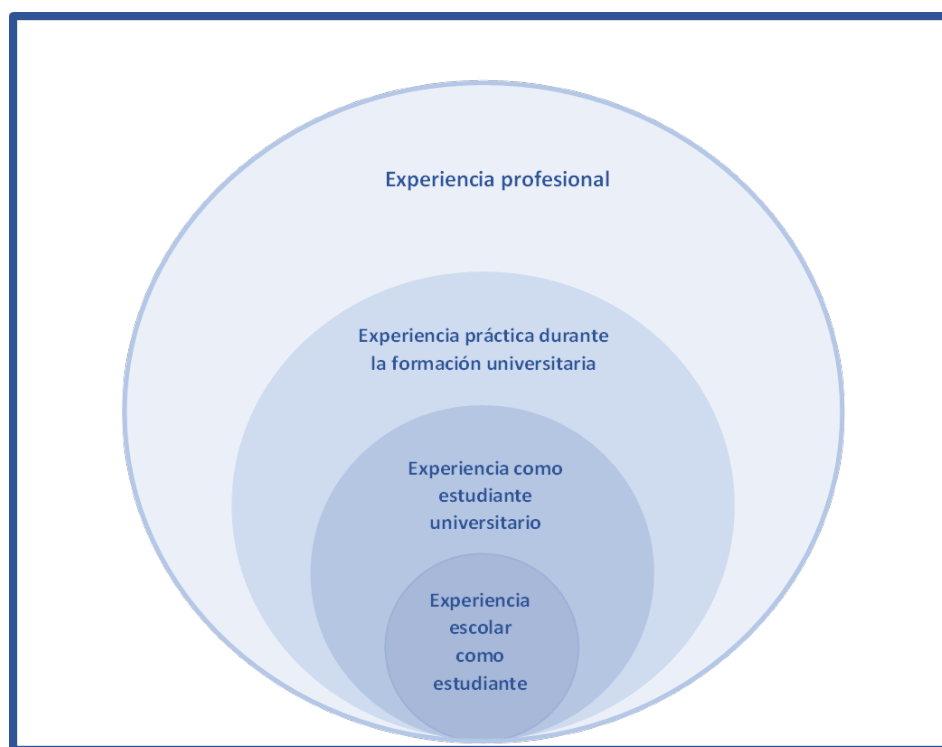 Experiencia profesional
Experiencia práctica durante
la formación universitaria
Experiencia como
estudiante
universitario
Experiencia
escolar
como
estudiante